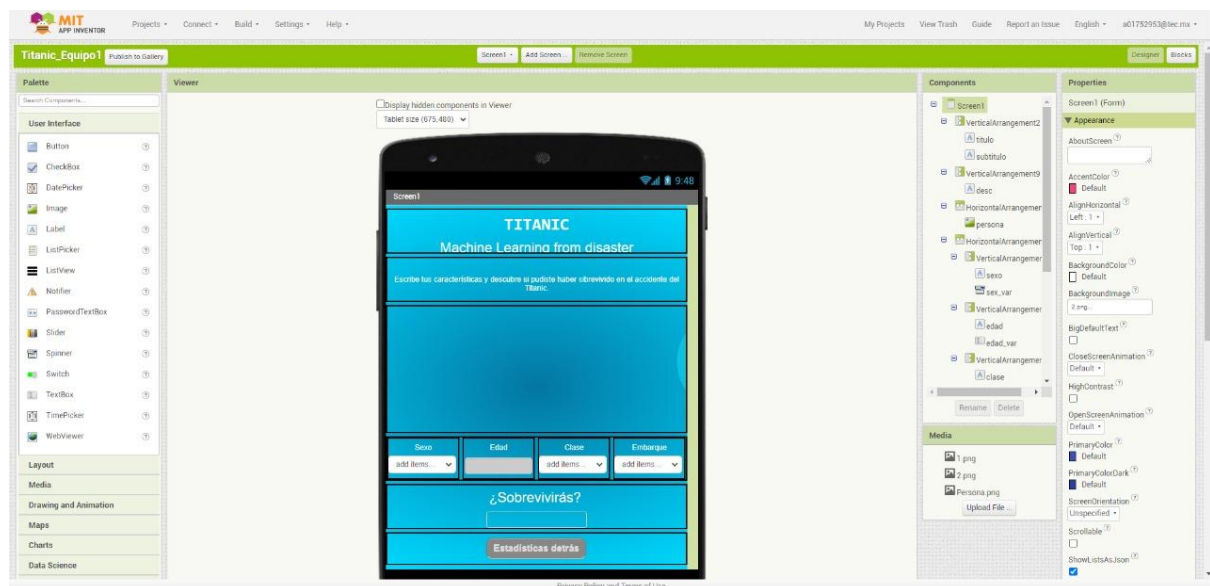 MIT
APP INVENTOR
Projects
Connect
Build
Settings
Help
My Projects
View Trash
Guide
Report an Issue
English
a01752953@tec.mx
Titanic_Equipo1
Publish to Gallery
Screen1
Add Screen ...
Remove Screen
Designer
Blocks
Palette
Search Components...
User Interface
Button
CheckBox
DatePicker
Image
Label
ListPicker
ListView
Notifier
PasswordTextBox
Slider
Spinner
Switch
TextBox
TimePicker
WebViewer
Layout
Media
Drawing and Animation
Maps
Charts
Data Science
Viewer
Display hidden components in Viewer
Tablet size (675,480)
9:48
Screen1
TITANIC
Machine Learning from disaster
Escribe tus características y descubre si pudiste haber sibrevivido en el accidente del
Titanic.
Sexo
Edad
Clase
Embarque
add items...
add items...
add items...
¿Sobrevivirás?
Estadísticas detrás
Components
Screen1
VerticalArrangement2
titulo
subtitulo
VerticalArrangement9
desc
HorizontalArrangemer
persona
HorizontalArrangemer
VerticalArrangemer
sexo
sex_var
VerticalArrangemer
edad
edad_var
VerticalArrangemer
clase
Rename
Delete
Media
1.png
2.png
Persona.png
Upload File ...
Properties
Screen1 (Form)
Appearance
AboutScreen
AccentColor
Default
AlignHorizontal
Left : 1
AlignVertical
Top : 1
BackgroundColor
Default
BackgroundImage
2.png...
BigDefaultText
CloseScreenAnimation
Default
HighContrast
OpenScreenAnimation
Default
PrimaryColor
Default
PrimaryColorDark
Default
ScreenOrientation
Unspecified
Scrollable
ShowListsAsJson
Privacy Policy and Terms of Use